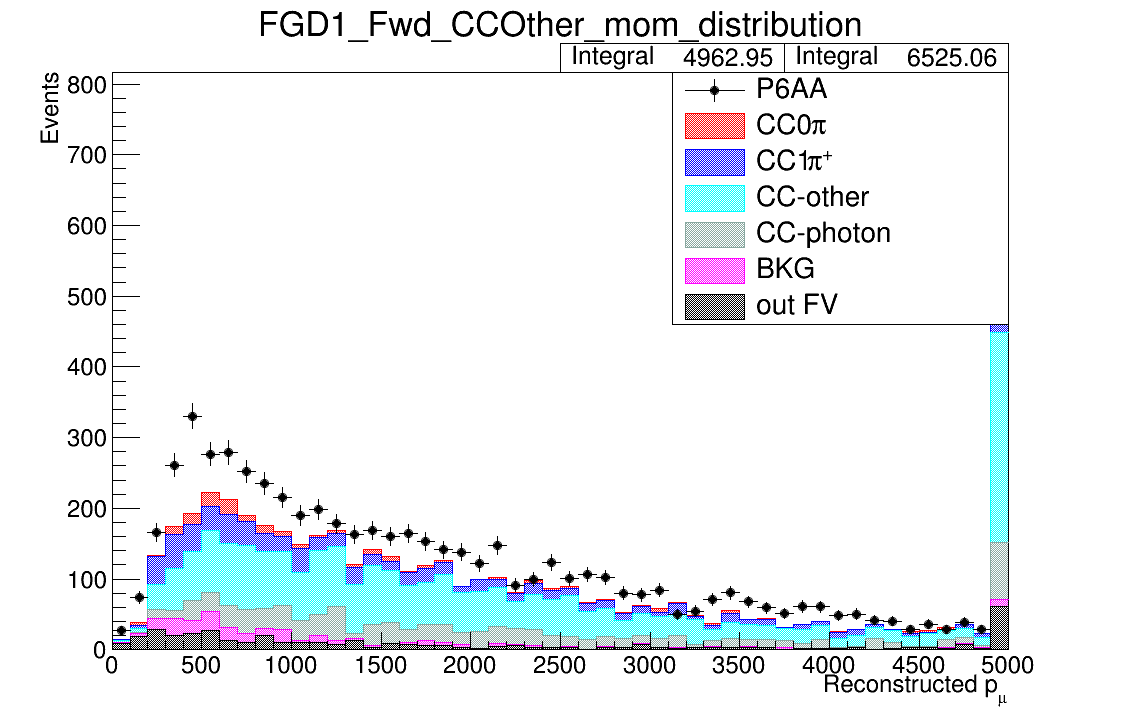 FGD1_Fwd_CCOther_mom_distribution
Integral 4962.95 Integral 6525.06
Events
800
700
600
500
400
300
200
100
0
P6AA
CC0π
CC1π⁺
CC-other
CC-photon
BKG
out FV
0 500 1000 1500 2000 2500 3000 3500 4000 4500 5000
Reconstructed pμ